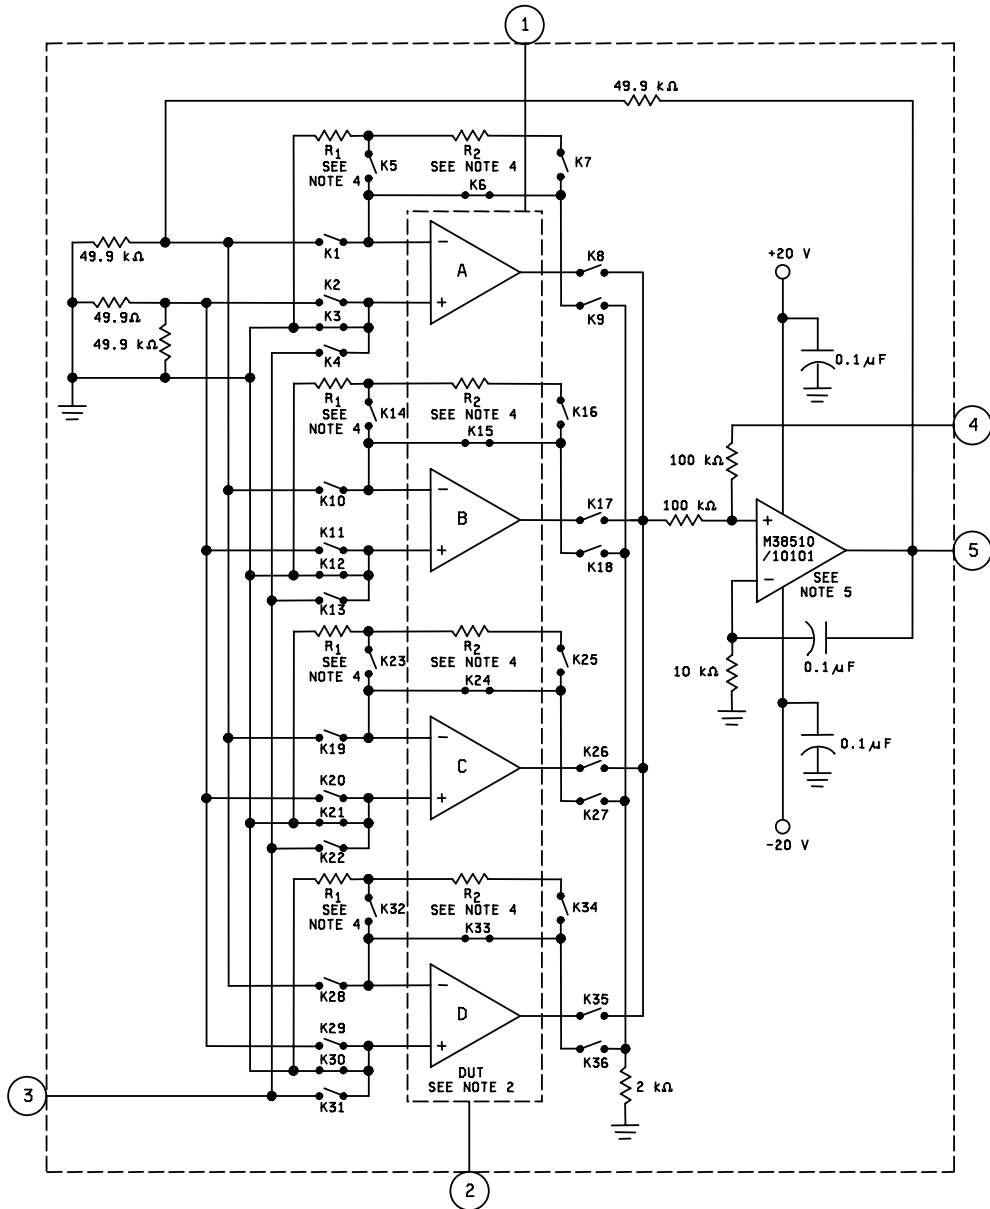 1
49.9 kΩ
R1
SEE
NOTE 4
K5
R2
SEE NOTE 4
K7
K6
49.9 kΩ
K1
−
A
K8
+20 V
K2
49.9Ω
K3
+
K9
49.9 kΩ
K4
0.1μF
R1
SEE
NOTE 4
K14
R2
SEE NOTE 4
K16
K15
4
100 kΩ
K10
−
B
K17
100 kΩ
+
M38510
/10101
−
SEE
NOTE 5
5
K11
K12
+
K18
K13
R1
SEE
NOTE 4
K23
R2
SEE NOTE 4
K25
K24
10 kΩ
0.1μF
K19
−
C
K26
0.1μF
K20
K21
+
K27
K22
-20 V
R1
SEE
NOTE 4
K32
R2
SEE NOTE 4
K34
K33
K28
−
D
K35
K29
K30
+
K36
DUT
SEE NOTE 2
2 kΩ
3
K31
2